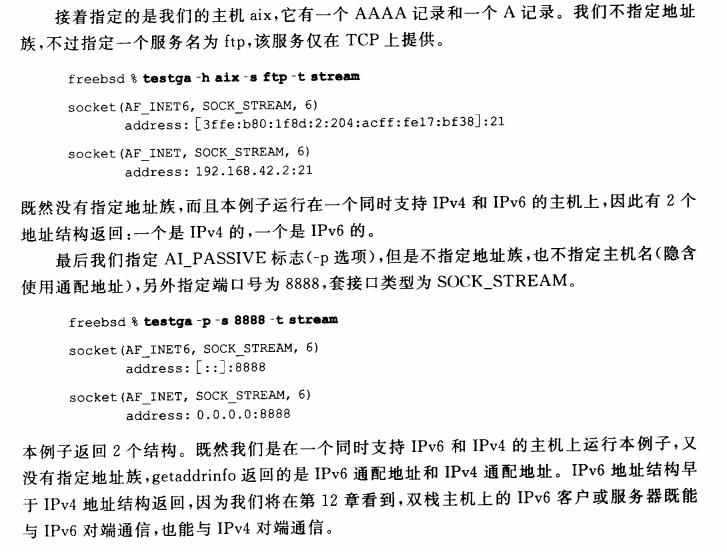 接着指定的是我们的主机 aix,它有一个 AAAA 记录和一个 A 记录。我们不指定地址
族,不过指定一个服务名为 ftp,该服务仅在 TCP 上提供。
freebsd % testga -h aix -s ftp -t stream
socket(AF_INET6, SOCK_STREAM, 6)
address: [3ffe:b80:1f8d:2:204:acff:fe17:bf38]:21
socket(AF_INET, SOCK_STREAM, 6)
address: 192.168.42.2:21
既然没有指定地址族,而且本例子运行在一个同时支持 IPv4 和 IPv6 的主机上,因此有 2 个
地址结构返回:一个是 IPv4 的,一个是 IPv6 的。
最后我们指定 AI_PASSIVE 标志(-p 选项),但是不指定地址族,也不指定主机名(隐含
使用通配地址),另外指定端口号为 8888,套接口类型为 SOCK_STREAM。
freebsd % testga -p -s 8888 -t stream
socket(AF_INET6, SOCK_STREAM, 6)
address: [::]:8888
socket(AF_INET, SOCK_STREAM, 6)
address: 0.0.0.0:8888
本例子返回 2 个结构。既然我们是在一个同时支持 IPv6 和 IPv4 的主机上运行本例子,又
没有指定地址族,getaddrinfo 返回的是 IPv6 通配地址和 IPv4 通配地址。IPv6 地址结构早
于 IPv4 地址结构返回,因为我们将在第 12 章看到,双栈主机上的 IPv6 客户或服务器既能
与 IPv6 对端通信,也能与 IPv4 对端通信。